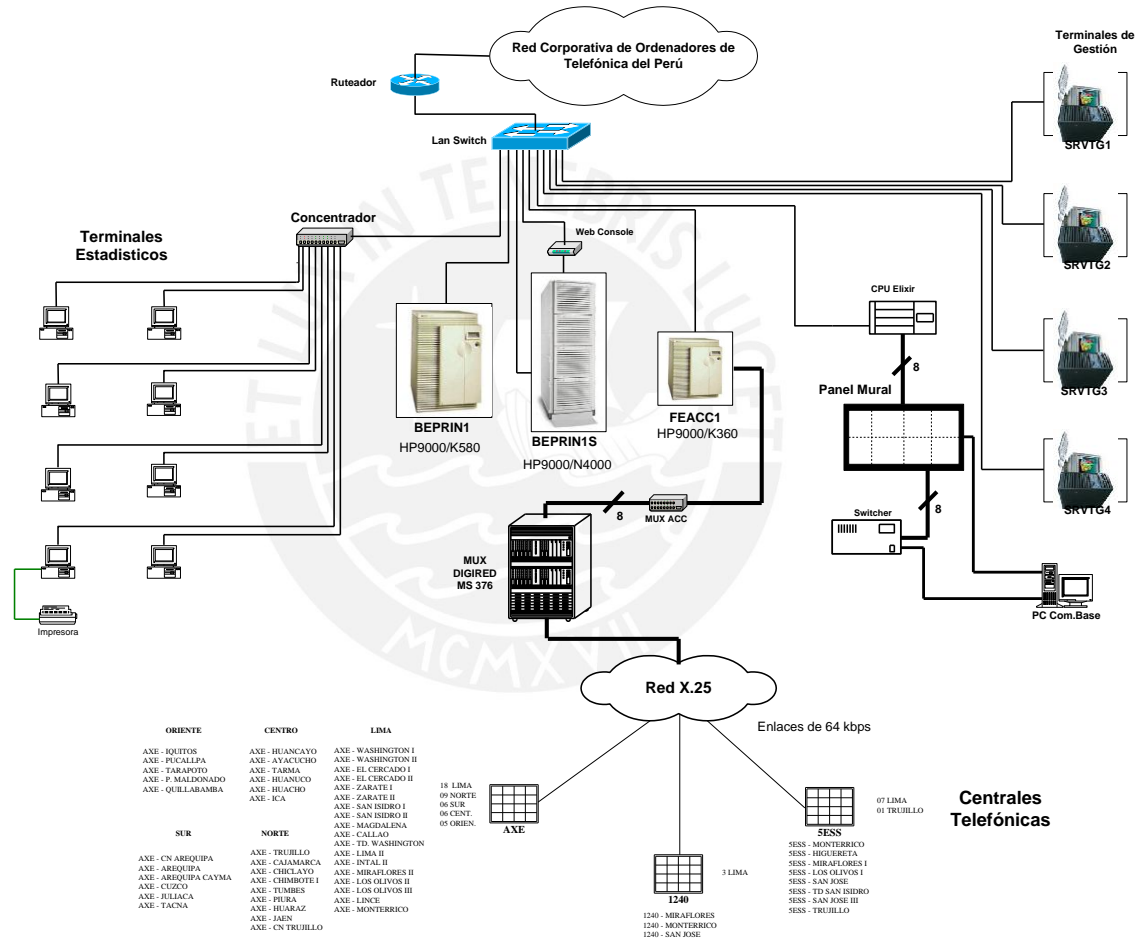 Red Corporativa de Ordenadores de
Telefónica del Perú
Terminales de
Gestión
Ruteador
Lan Switch
SRVTG1
Concentrador
Terminales
Estadisticos
Web Console
SRVTG2
CPU Elixir
8
Panel Mural
SRVTG3
BEPRIN1
HP9000/K580
BEPRIN1S
HP9000/N4000
FEACC1
HP9000/K360
SRVTG4
8
MUX ACC
8
Switcher
MUX
DIGIRED
MS 376
PC Com.Base
Impresora
ET LUX IN TENEBRIS LUCET
MCMXVII
Red X.25
Enlaces de 64 kbps
ORIENTE
AXE - IQUITOS
AXE - PUCALLPA
AXE - TARAPOTO
AXE - P. MALDONADO
AXE - QUILLABAMBA
CENTRO
AXE - HUANCAYO
AXE - AYACUCHO
AXE - TARMA
AXE - HUANUCO
AXE - HUACHO
AXE - ICA
LIMA
AXE - WASHINGTON I
AXE - WASHINGTON II
AXE - EL CERCADO I
AXE - EL CERCADO II
AXE - ZARATE I
AXE - ZARATE II
AXE - SAN ISIDRO I
AXE - SAN ISIDRO II
AXE - MAGDALENA
AXE - CALLAO
AXE - TD. WASHINGTON
AXE - LIMA II
AXE - INTAL II
AXE - MIRAFLORES II
AXE - LOS OLIVOS II
AXE - LOS OLIVOS III
AXE - LINCE
AXE - MONTERRICO
SUR
AXE - CN AREQUIPA
AXE - AREQUIPA
AXE - AREQUIPA CAYMA
AXE - CUZCO
AXE - JULIACA
AXE - TACNA
NORTE
AXE - TRUJILLO
AXE - CAJAMARCA
AXE - CHICLAYO
AXE - CHIMBOTE I
AXE - TUMBES
AXE - PIURA
AXE - HUARAZ
AXE - JAEN
AXE - CN TRUJILLO
18 LIMA
09 NORTE
06 SUR
06 CENT.
05 ORIEN.
AXE
3 LIMA
1240
1240 - MIRAFLORES
1240 - MONTERRICO
1240 - SAN JOSE
07 LIMA
01 TRUJILLO
5ESS
5ESS - MONTERRICO
5ESS - HIGUERETA
5ESS - MIRAFLORES I
5ESS - LOS OLIVOS I
5ESS - SAN JOSE
5ESS - TD SAN ISIDRO
5ESS - SAN JOSE III
5ESS - TRUJILLO
Centrales
Telefónicas